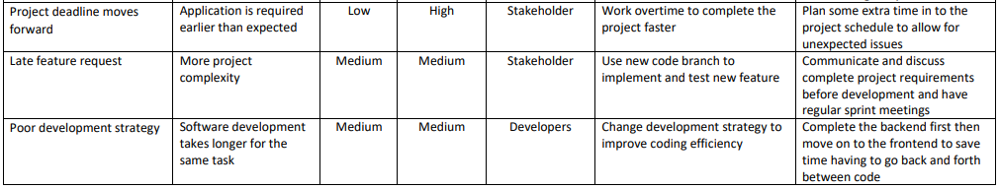 Project deadline moves forward
Application is required earlier than expected
Low
High
Stakeholder
Work overtime to complete the project faster
Plan some extra time in to the project schedule to allow for unexpected issues
Late feature request
More project complexity
Medium
Medium
Stakeholder
Use new code branch to implement and test new feature
Communicate and discuss complete project requirements before development and have regular sprint meetings
Poor development strategy
Software development takes longer for the same task
Medium
Medium
Developers
Change development strategy to improve coding efficiency
Complete the backend first then move on to the frontend to save time having to go back and forth between code